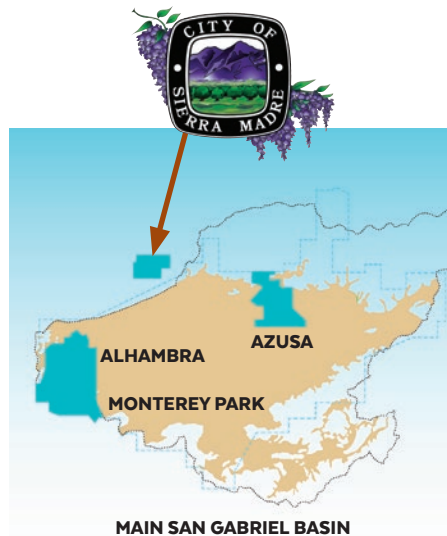 CITY OF
SIERRA MADRE
AZUSA
ALHAMBRA
MONTEREY PARK
MAIN SAN GABRIEL BASIN